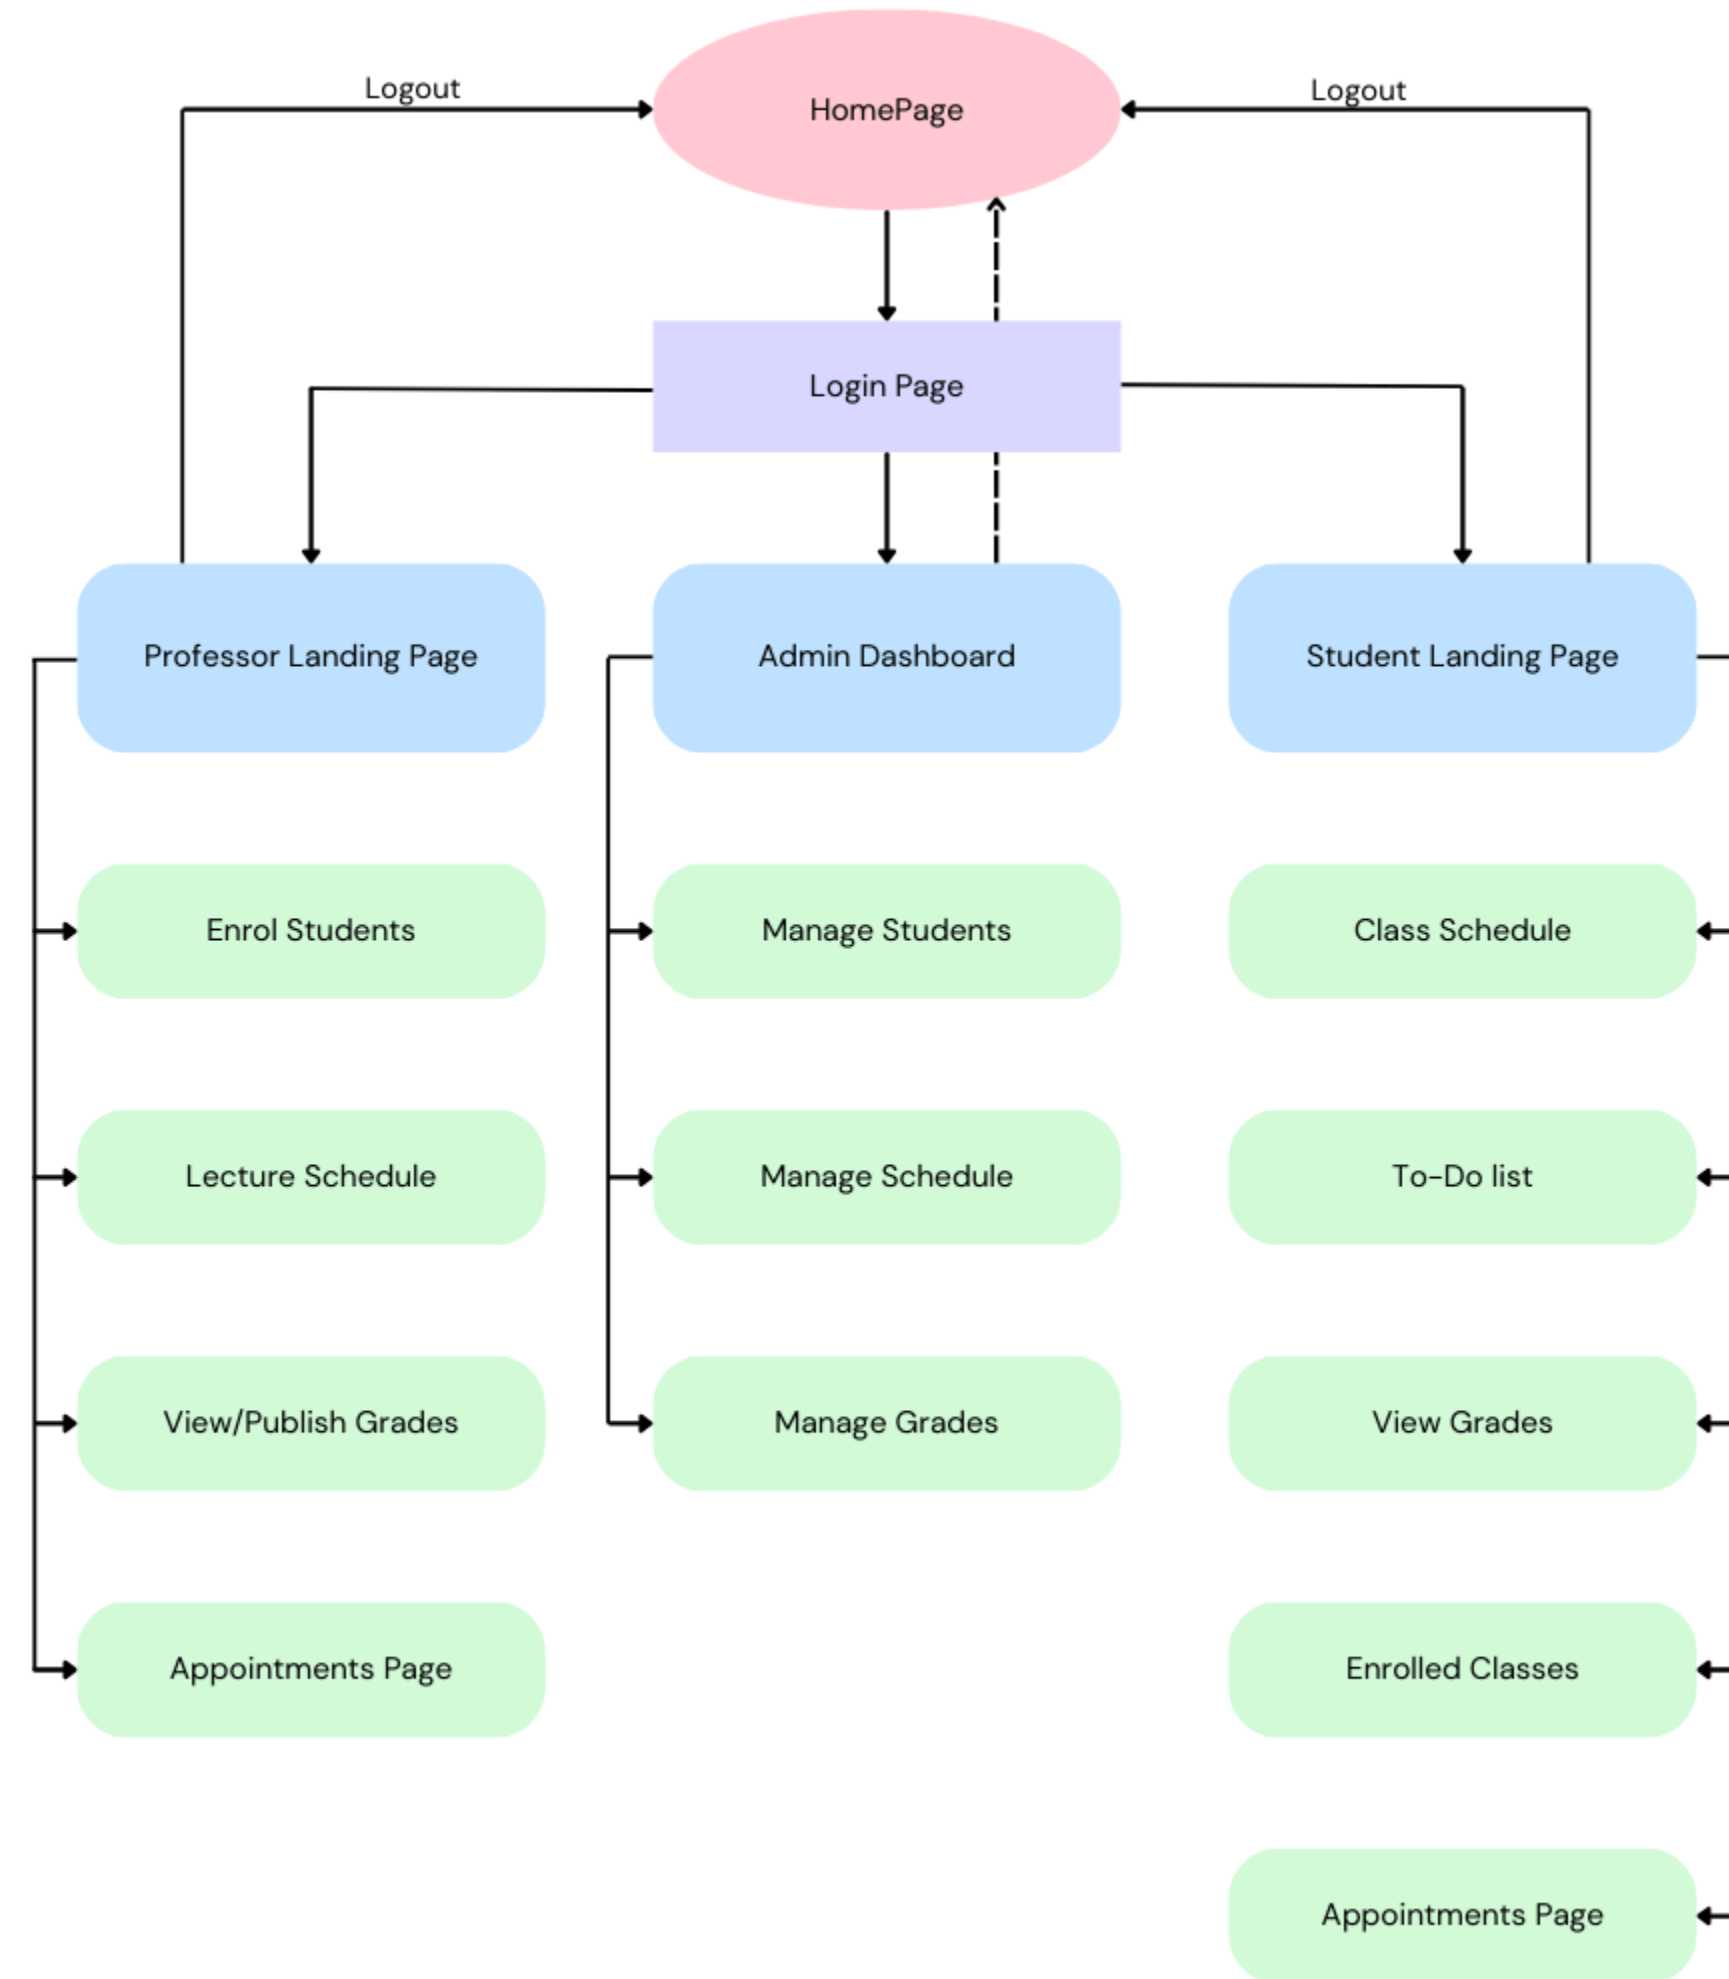 Logout
HomePage
Logout
Login Page
Professor Landing Page
Admin Dashboard
Student Landing Page
Enrol Students
Manage Students
Class Schedule
Lecture Schedule
Manage Schedule
To-Do list
View/Publish Grades
Manage Grades
View Grades
Appointments Page
Enrolled Classes
Appointments Page